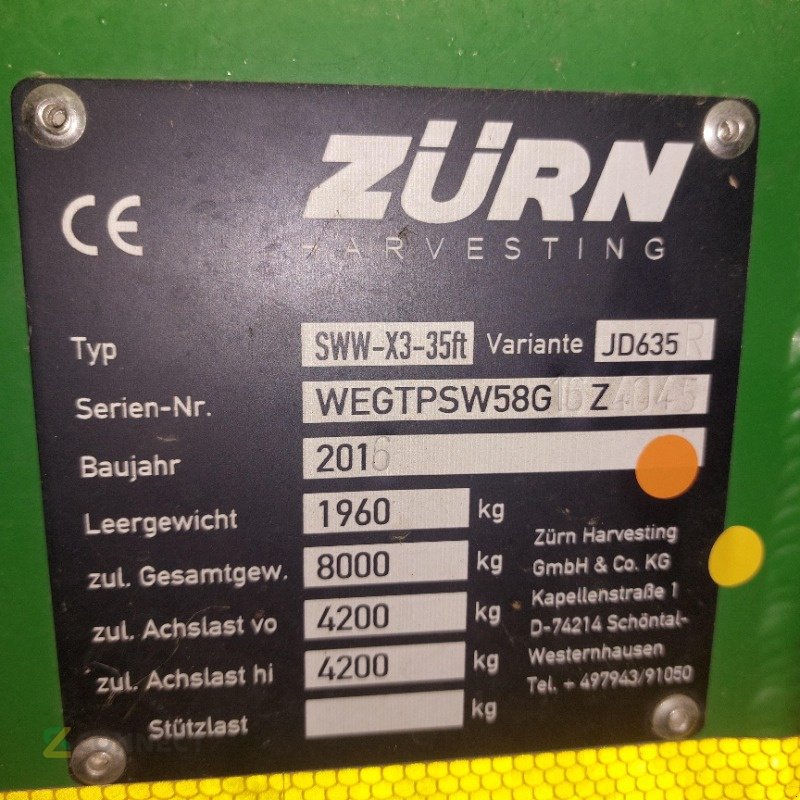 ZÜRN
HARVESTING
CE
Typ SWW-X3-35ft Variante JD635R
Serien-Nr. WEGTPSW58G Z
Baujahr 2016
Leergewicht 1960 kg
zul. Gesamtgew. 8000 kg
zul. Achslast vo 4200 kg
zul. Achslast hi 4200 kg
Stützlast kg
Zürn Harvesting
GmbH & Co. KG
Kapellenstraße 1
D-74214 Schöntal-
Westernhausen
Tel. + 497943/91050